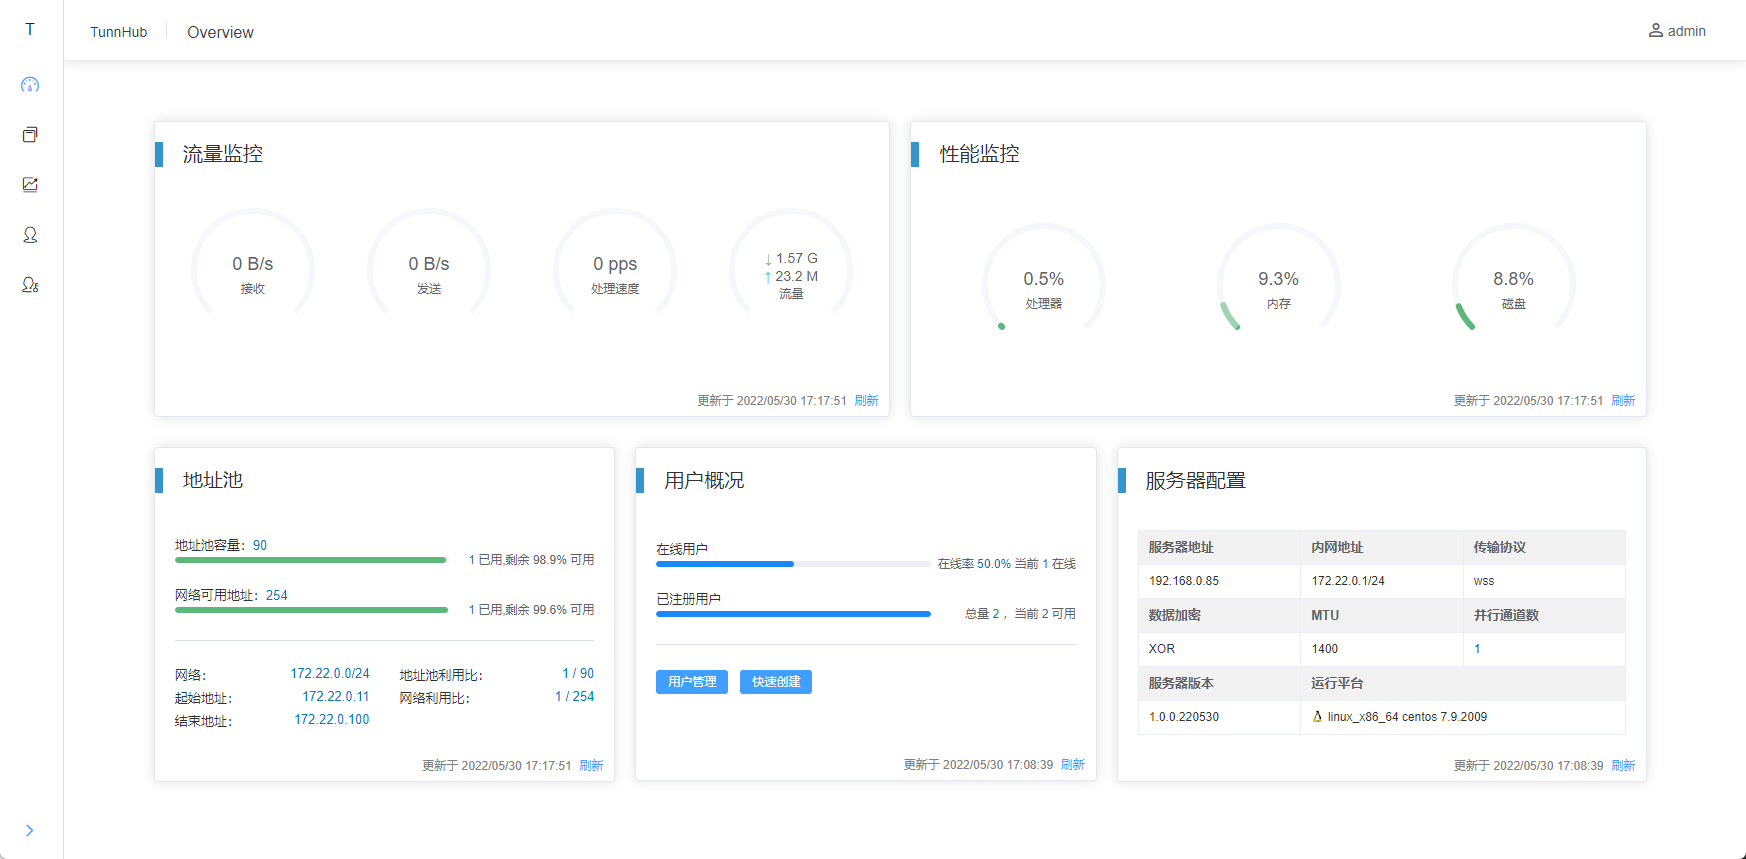 T
TunnHub
Overview
admin
流量监控
0 B/s
接收
0 B/s
发送
0 pps
处理速度
↓ 1.57 G
↑ 23.2 M
流量
更新于 2022/05/30 17:17:51 刷新
性能监控
0.5%
处理器
9.3%
内存
8.8%
磁盘
更新于 2022/05/30 17:17:51 刷新
地址池
地址池容量：90
1 已用,剩余 98.9% 可用
网络可用地址：254
1 已用,剩余 99.6% 可用
网络： 172.22.0.0/24 地址池利用比： 1 / 90
起始地址： 172.22.0.11 网络利用比： 1 / 254
结束地址： 172.22.0.100
更新于 2022/05/30 17:17:51 刷新
用户概况
在线用户
在线率 50.0% 当前 1 在线
已注册用户
总量 2 ，当前 2 可用
用户管理 快速创建
更新于 2022/05/30 17:08:39 刷新
服务器配置
服务器地址 内网地址 传输协议
192.168.0.85 172.22.0.1/24 wss
数据加密 MTU 并行通道数
XOR 1400 1
服务器版本 运行平台
1.0.0.220530 linux_x86_64 centos 7.9.2009
更新于 2022/05/30 17:08:39 刷新